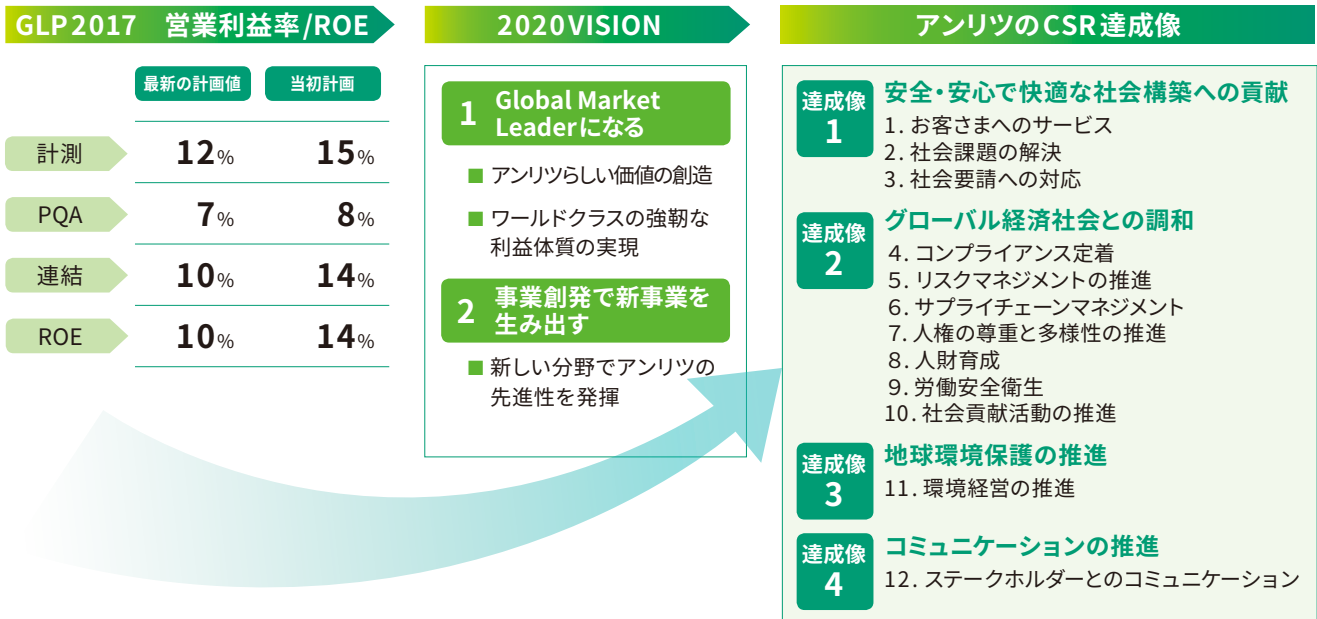 GLP2017 営業利益率/ROE
最新の計画値 当初計画
計測 12% 15%
PQA 7% 8%
連結 10% 14%
ROE 10% 14%
2020VISION
1 Global Market
Leaderになる
■ アンリツらしい価値の創造
■ ワールドクラスの強靭な
利益体質の実現
2 事業創発で新事業を
生み出す
■ 新しい分野でアンリツの
先進性を発揮
アンリツのCSR達成像
達成像
1
安全・安心で快適な社会構築への貢献
1. お客さまへのサービス
2. 社会課題の解決
3. 社会要請への対応
達成像
2
グローバル経済社会との調和
4. コンプライアンス定着
5. リスクマネジメントの推進
6. サプライチェーンマネジメント
7. 人権の尊重と多様性の推進
8. 人財育成
9. 労働安全衛生
10. 社会貢献活動の推進
達成像
3
地球環境保護の推進
11. 環境経営の推進
達成像
4
コミュニケーションの推進
12. ステークホルダーとのコミュニケーション